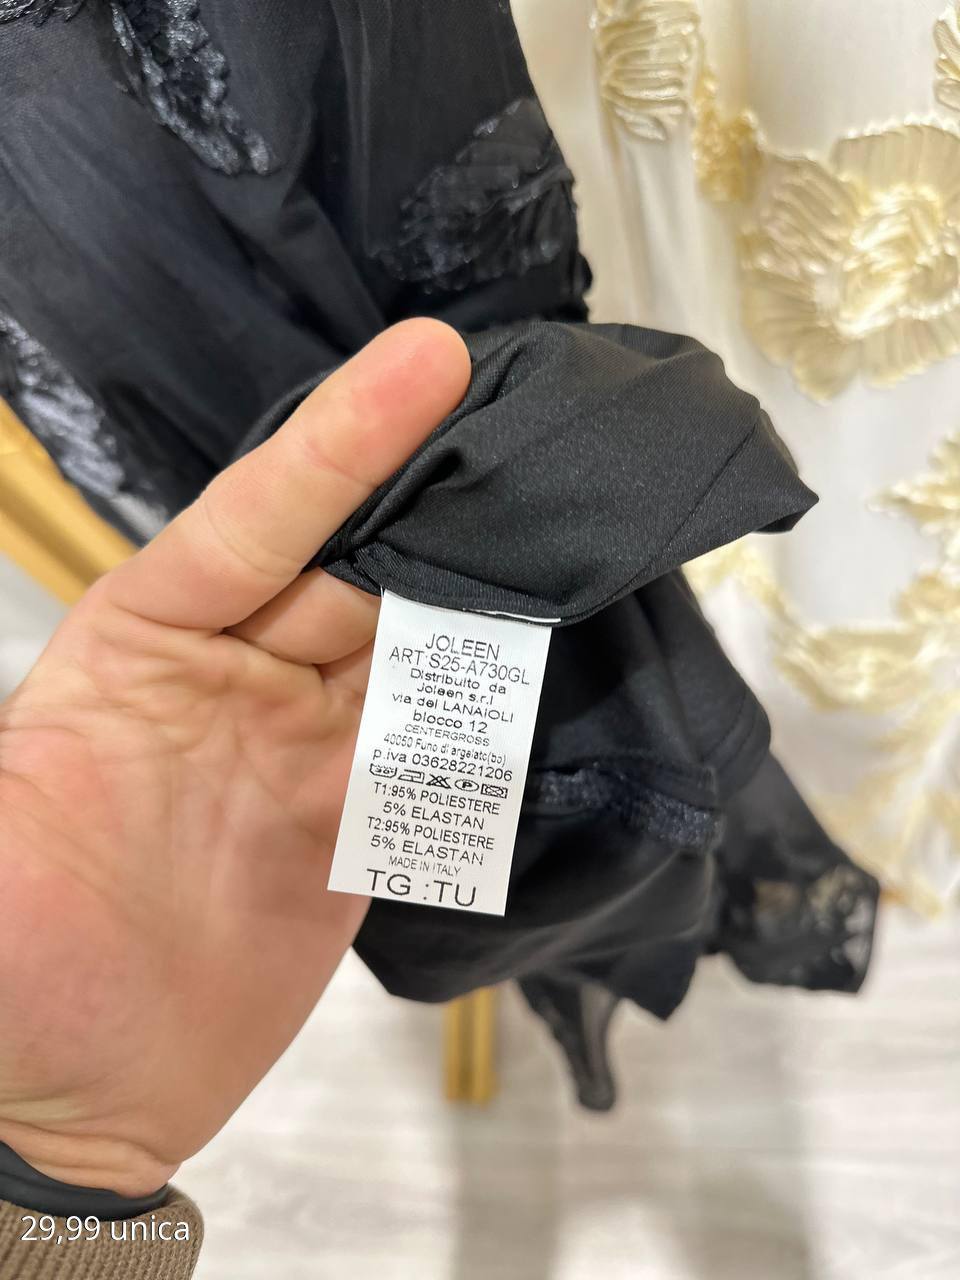 JOLEEN
ART:S25-A730GL
Distribuito da
Joleen s.r.l
via dei LANAIOLI
blocco 12
CENTERGROSS
40050 Funo di argelato(bo)
p.iva 03628221206
T1:95% POLIESTERE
5% ELASTAN
T2:95% POLIESTERE
5% ELASTAN
MADE IN ITALY
TG :TU
29,99 unica